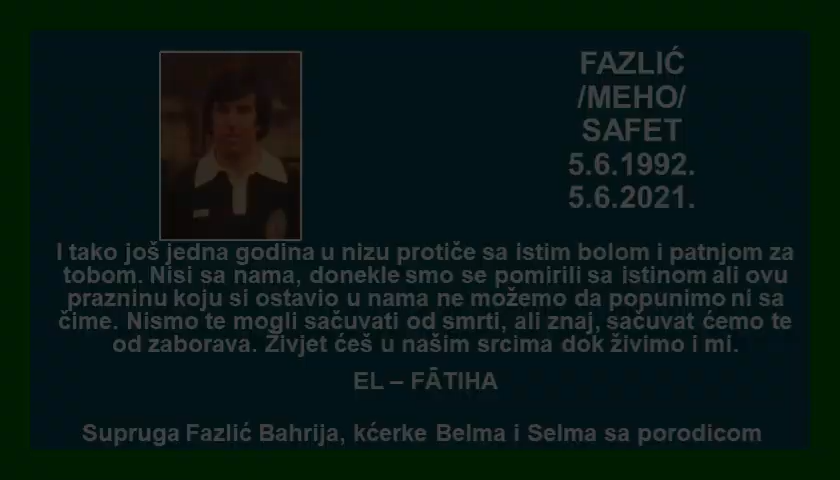 FAZLIĆ
/MEHO/
SAFET
5.6.1992.
5.6.2021.
I tako još jedna godina u nizu protiče sa istim bolom i patnjom za
tobom. Nisi sa nama, donekle smo se pomirili sa istinom ali ovu
prazninu koju si ostavio u nama ne možemo da popunimo ni sa
čime. Nismo te mogli sačuvati od smrti, ali znaj, sačuvat ćemo te
od zaborava. Živjet ćeš u našim srcima dok živimo i mi.
EL – FĀTIHA
Supruga Fazlić Bahrija, kćerke Belma i Selma sa porodicom